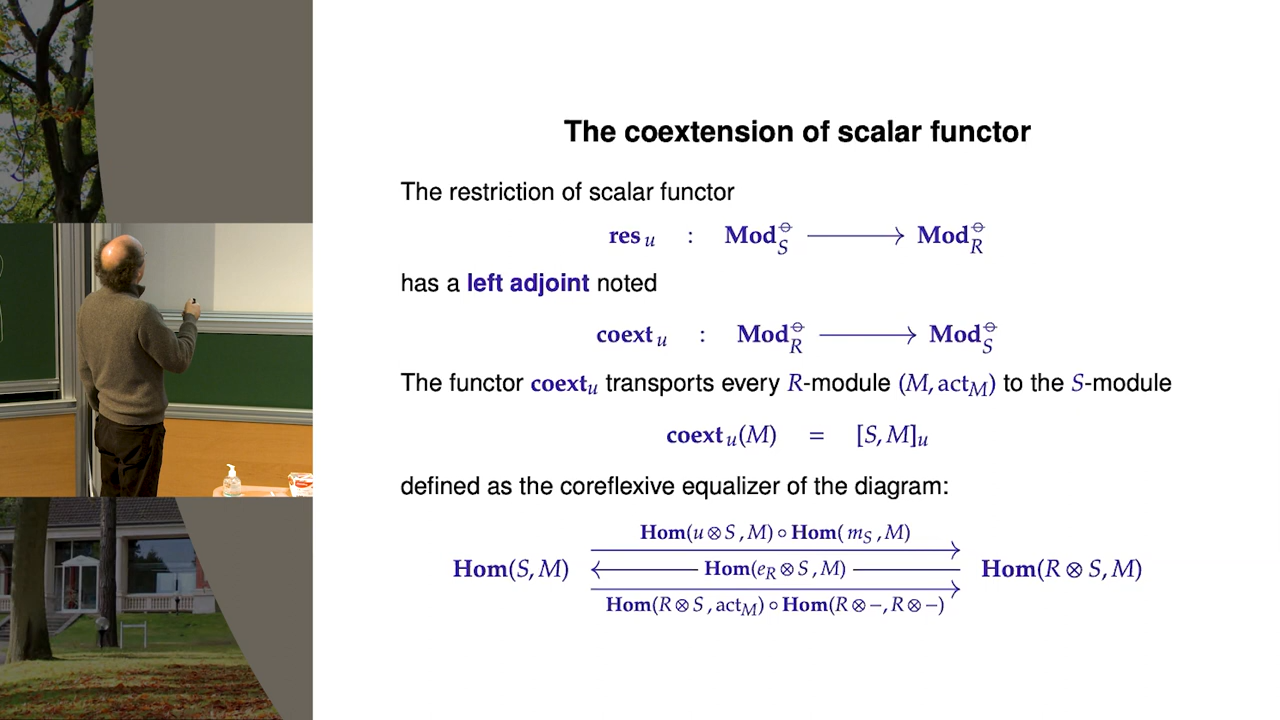 The coextension of scalar functor
The restriction of scalar functor
res_u : Mod_S^⊖ ⟶ Mod_R^⊖
has a left adjoint noted
coext_u : Mod_R^⊖ ⟶ Mod_S^⊖
The functor coext_u transports every R-module (M, act_M) to the S-module
coext_u(M) = [S, M]_u
defined as the coreflexive equalizer of the diagram:
Hom(u ⊗ S , M) ∘ Hom( m_S , M)
Hom(S, M) ⟵ Hom(e_R ⊗ S , M) ⟶ Hom(R ⊗ S, M)
Hom(R ⊗ S , act_M) ∘ Hom(R ⊗ −, R ⊗ −)